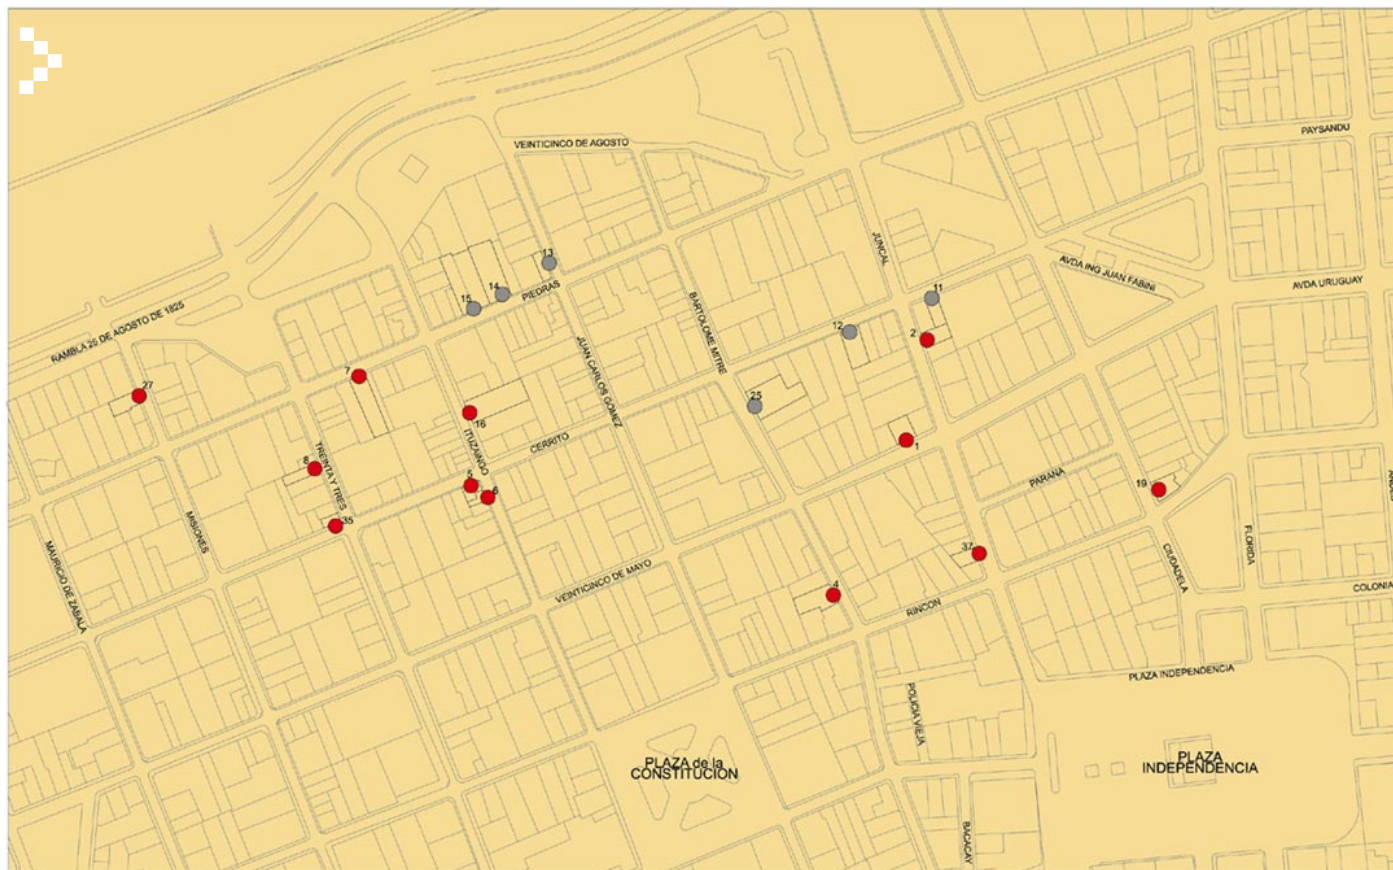 PAYSANDU
VEINTICINCO DE AGOSTO
JUNCAL
13
AVDA ING JUAN FABINI
AVDA URUGUAY
14
PIEDRAS
11
15
RAMBLA 25 DE AGOSTO DE 1825
BARTOLOME MITRE
12
2
JUAN CARLOS GOMEZ
7
27
25
16
ITUZAINGO
CERRITO
1
TREINTA Y TRES
8
5
6
PARANA
19
35
MISIONES
FLORIDA
MAURICIO DE ZABALA
37
CIUDADELA
VEINTICINCO DE MAYO
4
COLONIA
RINCON
PLAZA INDEPENDENCIA
POLICIA VIEJA
PLAZA de la
CONSTITUCION
PLAZA
INDEPENDENCIA
BACACAY